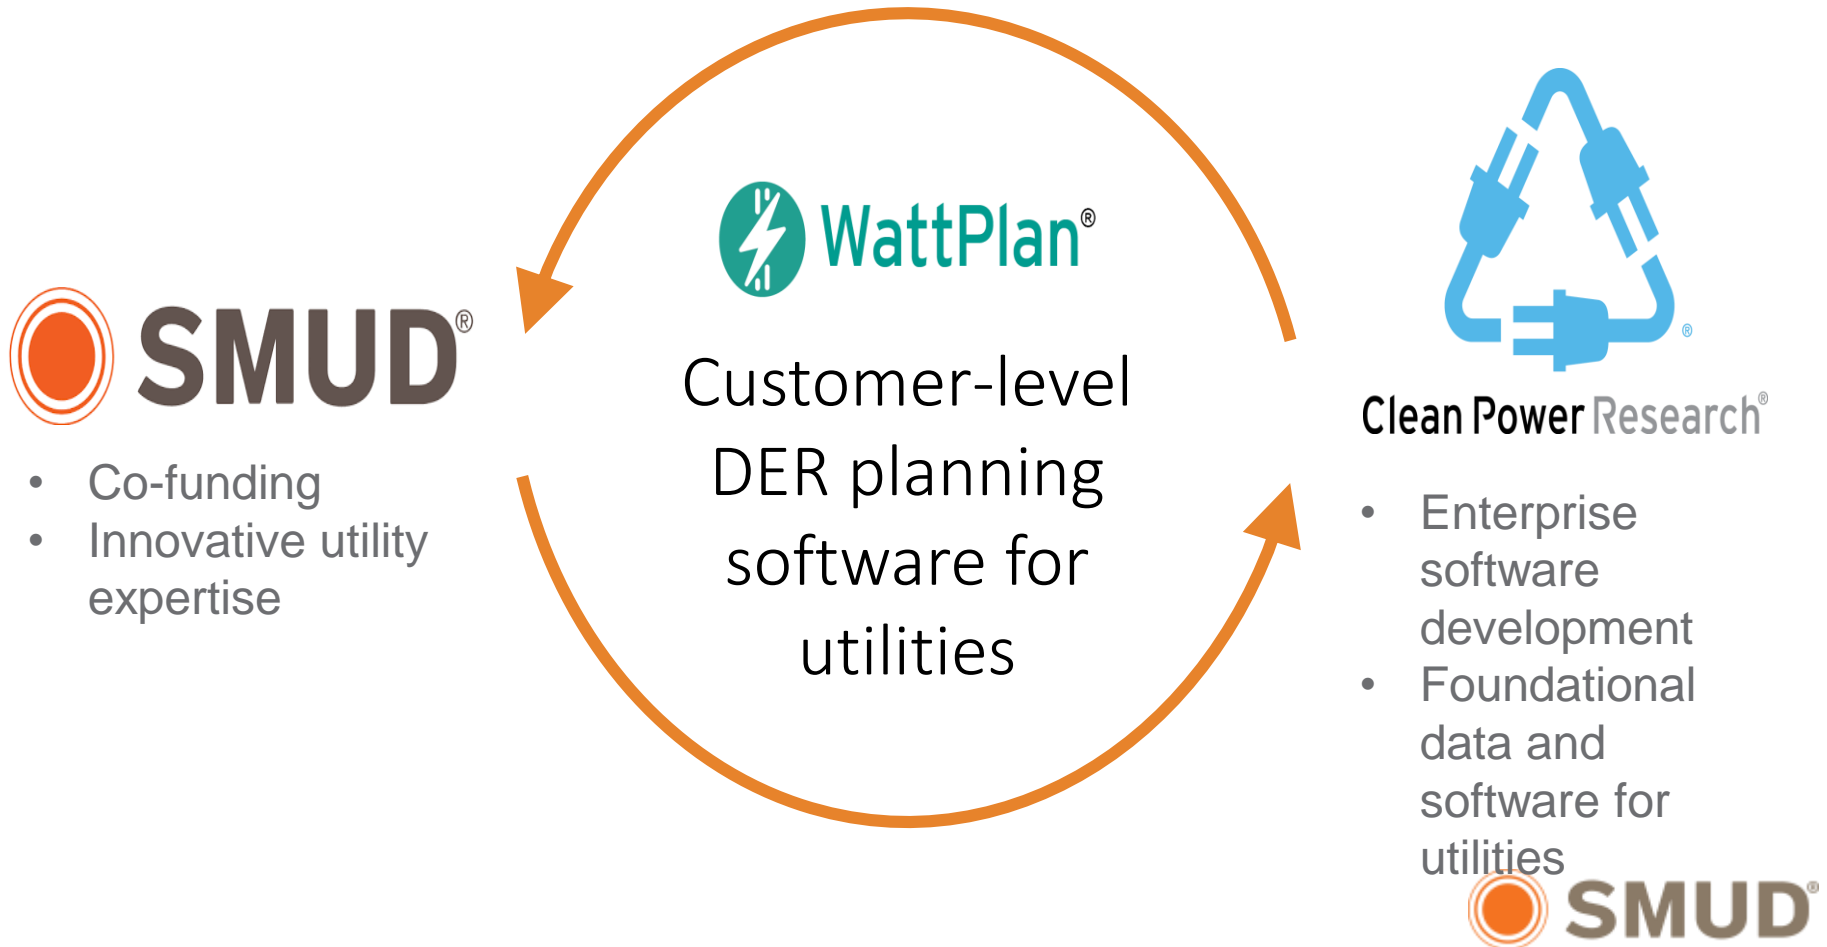 SMUD®
• Co-funding
• Innovative utility
expertise
WattPlan®
Customer-level
DER planning
software for
utilities
®
Clean Power Research®
• Enterprise
software
development
• Foundational
data and
software for
utilities
SMUD®